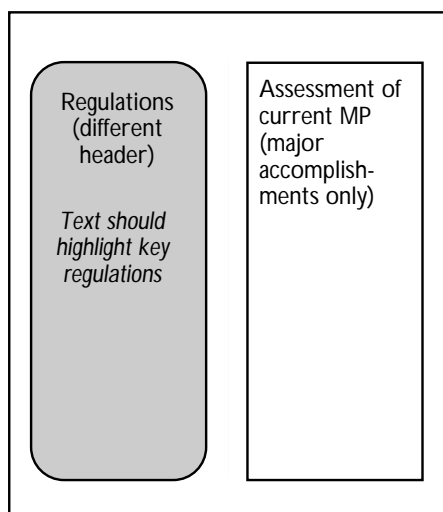 Regulations
(different
header)
Text should
highlight key
regulations
Assessment of
current MP
(major
accomplish-
ments only)